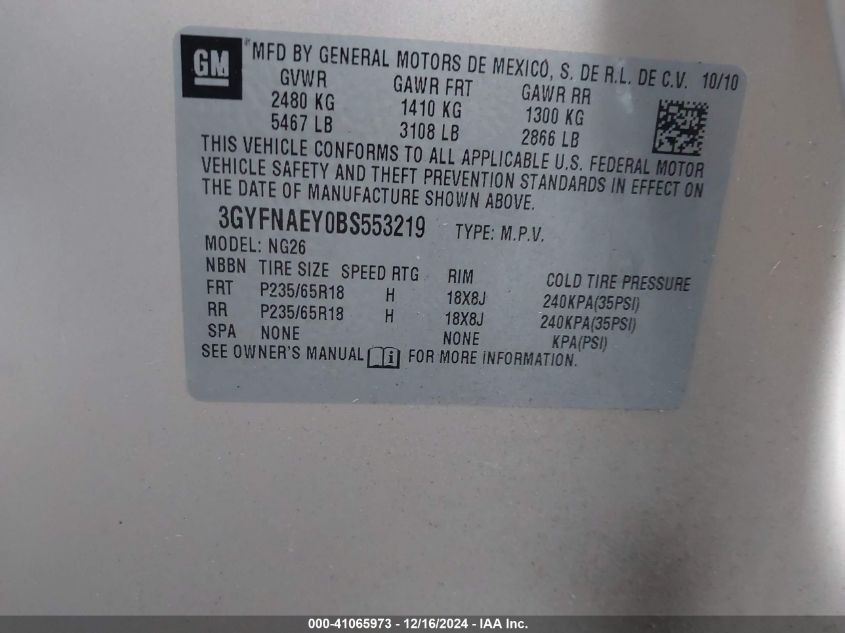 GM
MFD BY GENERAL MOTORS DE MEXICO, S. DE R.L. DE C.V. 10/10
GVWR GAWR FRT GAWR RR
2480 KG 1410 KG 1300 KG
5467 LB 3108 LB 2866 LB
THIS VEHICLE CONFORMS TO ALL APPLICABLE U.S. FEDERAL MOTOR
VEHICLE SAFETY AND THEFT PREVENTION STANDARDS IN EFFECT ON
THE DATE OF MANUFACTURE SHOWN ABOVE.
3GYFNAEY0BS553219 TYPE: M.P.V.
MODEL: NG26
NBBN TIRE SIZE SPEED RTG RIM COLD TIRE PRESSURE
FRT P235/65R18 H 18X8J 240KPA(35PSI)
RR P235/65R18 H 18X8J 240KPA(35PSI)
SPA NONE NONE KPA(PSI)
SEE OWNER'S MANUAL i FOR MORE INFORMATION.
000-41065973 - 12/16/2024 - IAA Inc.